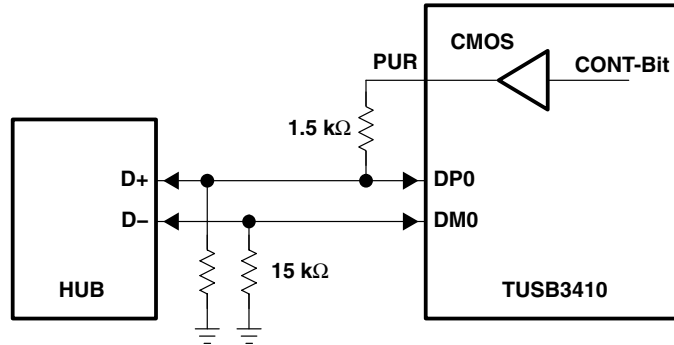 CMOS
PUR
CONT-Bit
1.5 kΩ
D+
DP0
D−
DM0
15 kΩ
HUB
TUSB3410